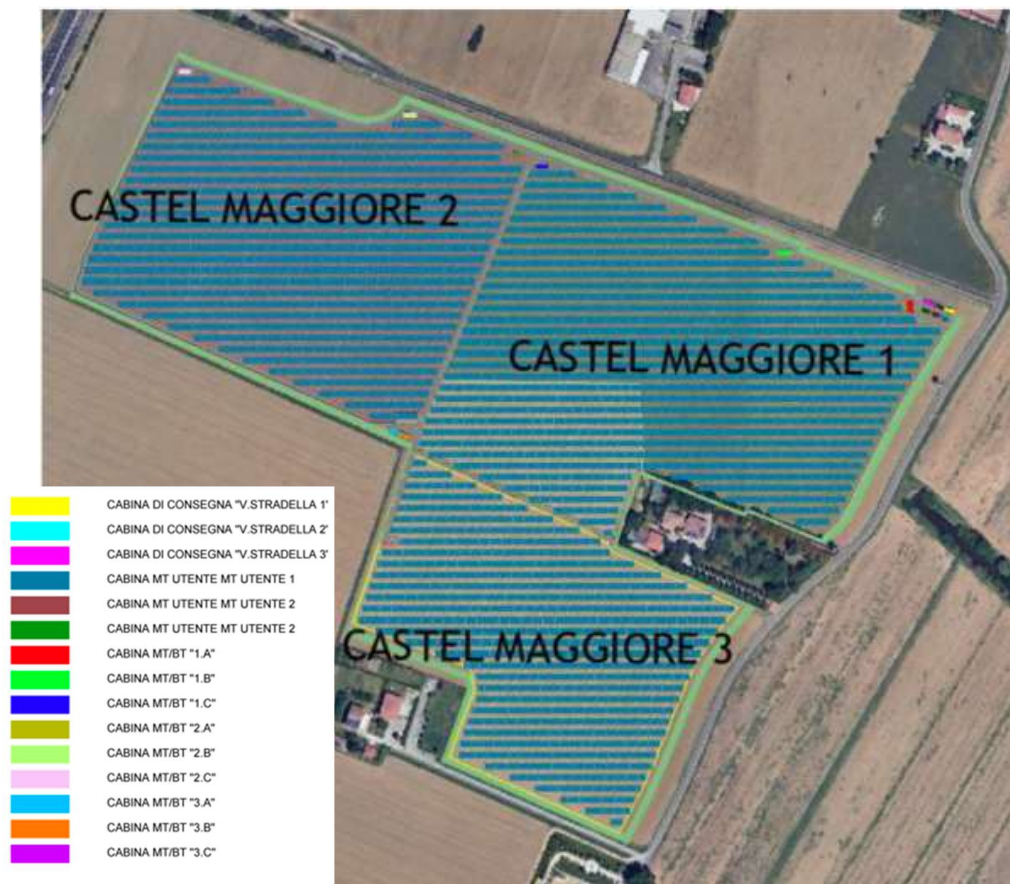 CASTEL MAGGIORE 2
CASTEL MAGGIORE 1
CASTEL MAGGIORE 3
CABINA DI CONSEGNA "V.STRADELLA 1'
CABINA DI CONSEGNA "V.STRADELLA 2'
CABINA DI CONSEGNA "V.STRADELLA 3'
CABINA MT UTENTE MT UTENTE 1
CABINA MT UTENTE MT UTENTE 2
CABINA MT UTENTE MT UTENTE 2
CABINA MT/BT "1.A"
CABINA MT/BT "1.B"
CABINA MT/BT "1.C"
CABINA MT/BT "2.A"
CABINA MT/BT "2.B"
CABINA MT/BT "2.C"
CABINA MT/BT "3.A"
CABINA MT/BT "3.B"
CABINA MT/BT "3.C"